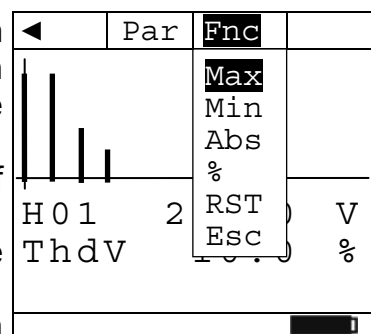 ◄ Par Fnc
Max
Min
Abs
%
RST
Esc
H01 2 V
ThdV %